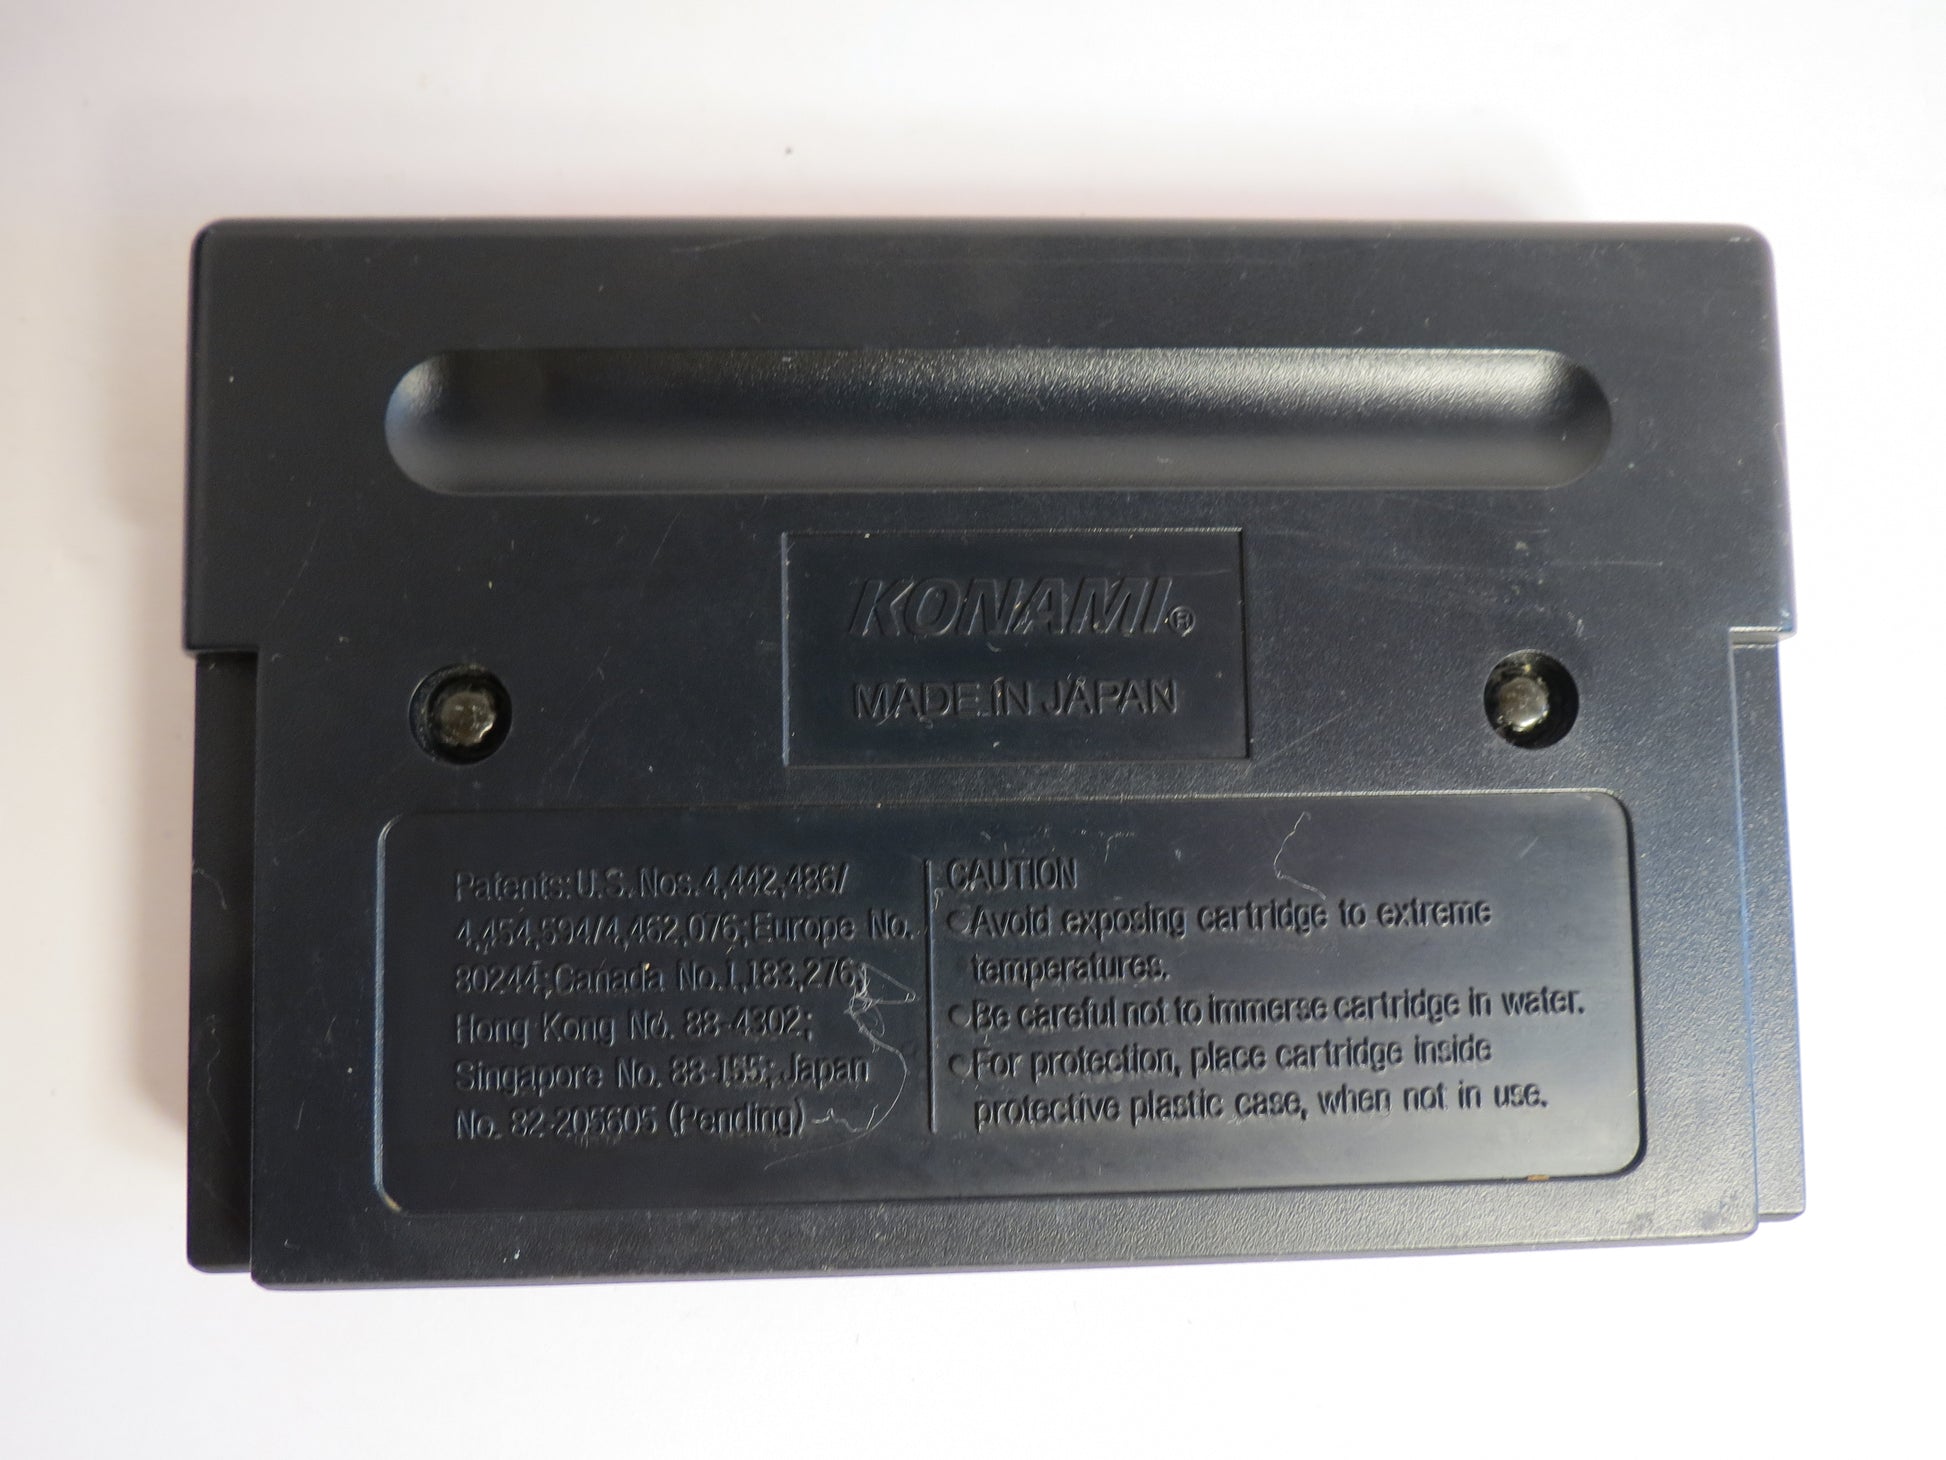 KONAMI®
MADE IN JAPAN
Patents: U.S. Nos. 4,442,486/
4,454,594/4,462,076; Europe No.
80244; Canada No. 1,183,276;
Hong Kong No. 88-4302;
Singapore No. 88-155; Japan
No. 82-205605 (Pending)
CAUTION
●Avoid exposing cartridge to extreme
temperatures.
●Be careful not to immerse cartridge in water.
●For protection, place cartridge inside
protective plastic case, when not in use.